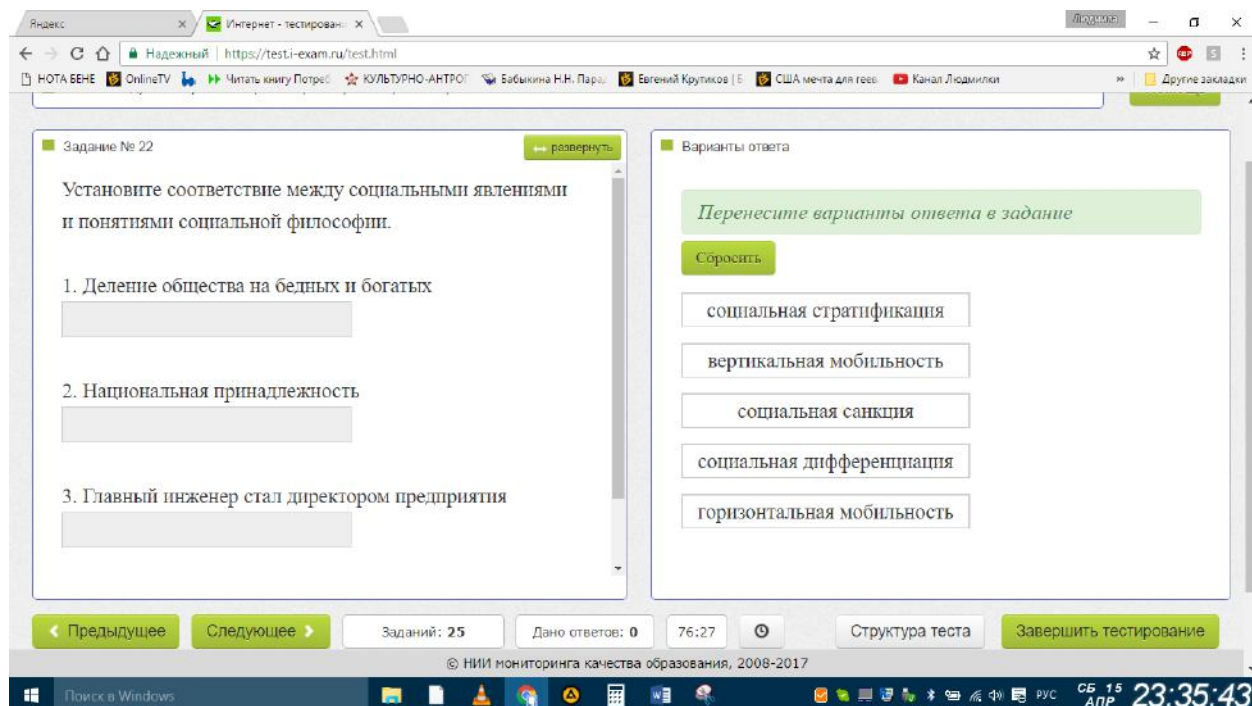 Яндекс
Интернет - тестирован
Людмила
Надежный | https://test.i-exam.ru/test.html
НОТА БЕНЕ OnlineTV Читать книгу Потреб КУЛЬТУРНО-АНТРОГ Бабыкина Н.Н. Пара Евгений Крутиков | Б США мечта для геев Канал Людмилки » Другие закладки
Задание № 22
развернуть
Установите соответствие между социальными явлениями
и понятиями социальной философии.
1. Деление общества на бедных и богатых
2. Национальная принадлежность
3. Главный инженер стал директором предприятия
Варианты ответа
Перенесите варианты ответа в задание
Сбросить
социальная стратификация
вертикальная мобильность
социальная санкция
социальная дифференциация
горизонтальная мобильность
Предыдущее Следующее Заданий: 25 Дано ответов: 0 76:27 Структура теста Завершить тестирование
© НИИ мониторинга качества образования, 2008-2017
Поиск в Windows
РУС СБ 15 АПР 23:35:43